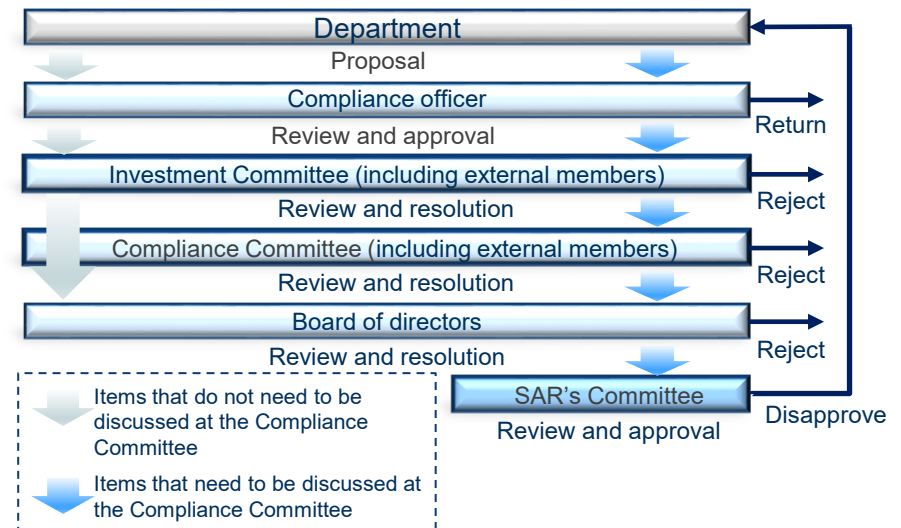 Department
Proposal
Compliance officer
Return
Review and approval
Investment Committee (including external members)
Reject
Review and resolution
Compliance Committee (including external members)
Reject
Review and resolution
Board of directors
Reject
Review and resolution
SAR's Committee
Disapprove
Review and approval
Items that do not need to be
discussed at the Compliance
Committee
Items that need to be discussed at
the Compliance Committee